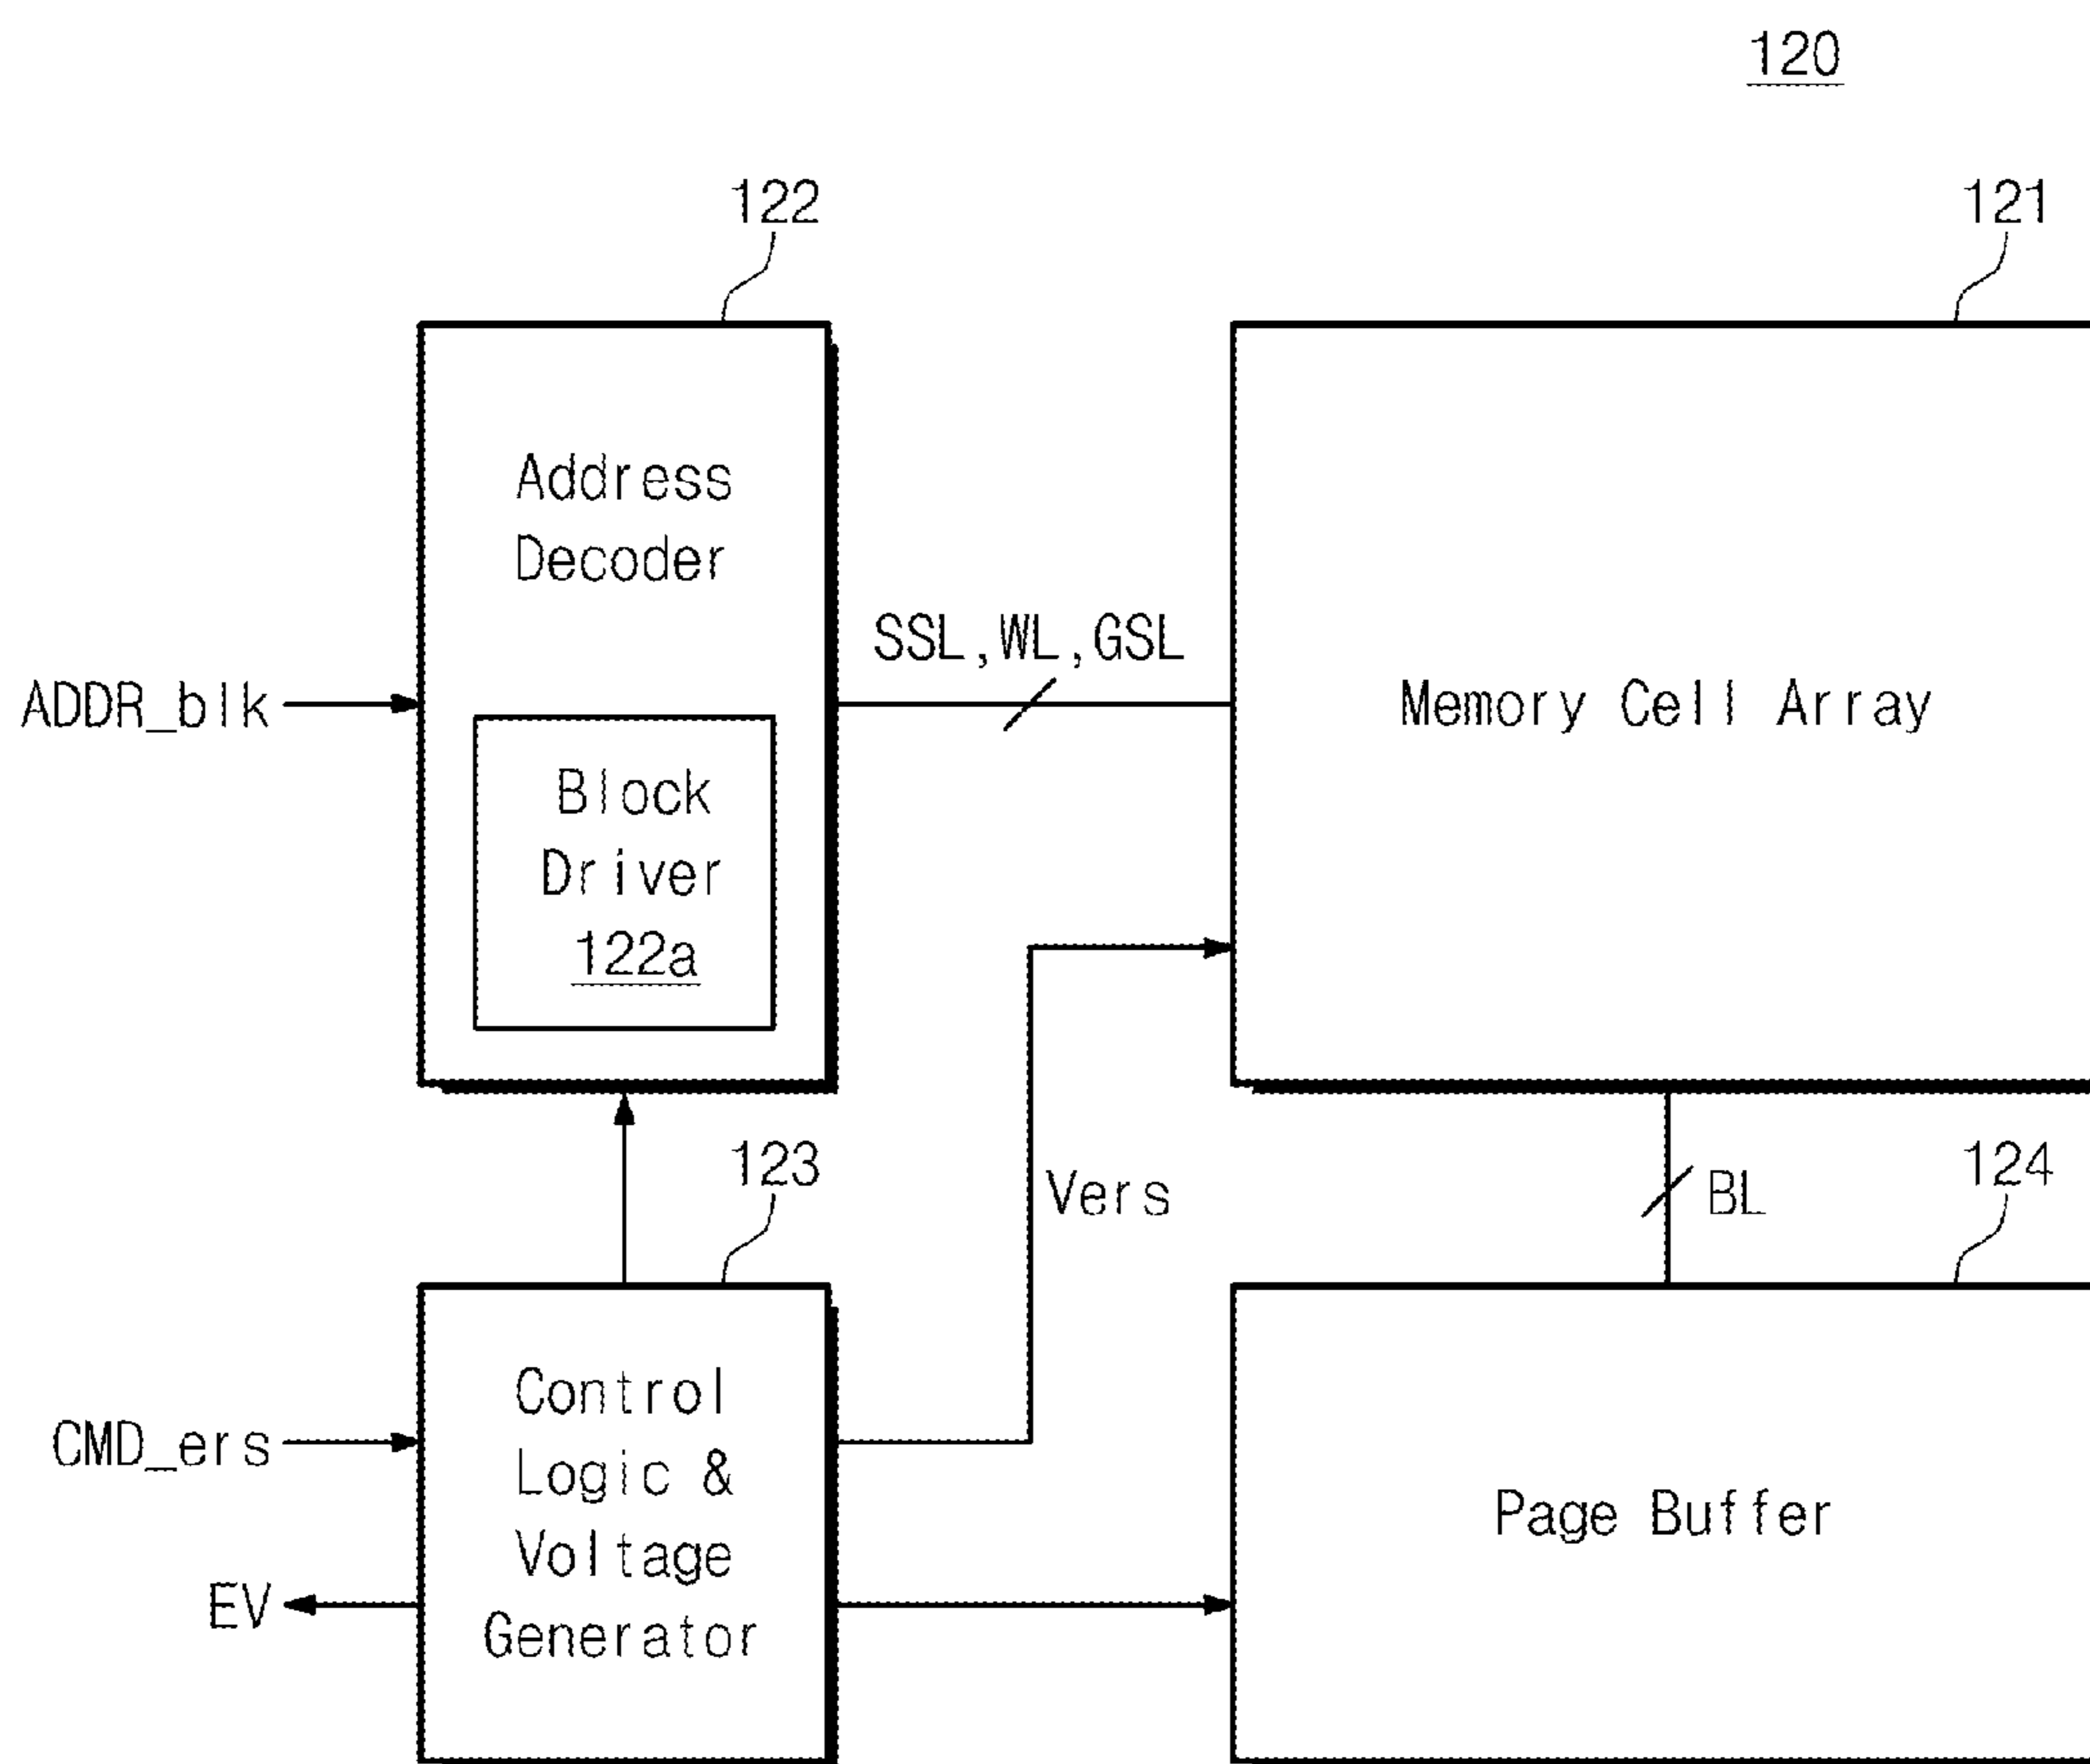 120
122
121
Address
Decoder
SSL,WL,GSL
ADDR_blk
Memory Cell Array
Block
Driver
122a
123
124
Vers
BL
Control
Logic &
Voltage
Generator
CMD_ers
EV
Page Buffer